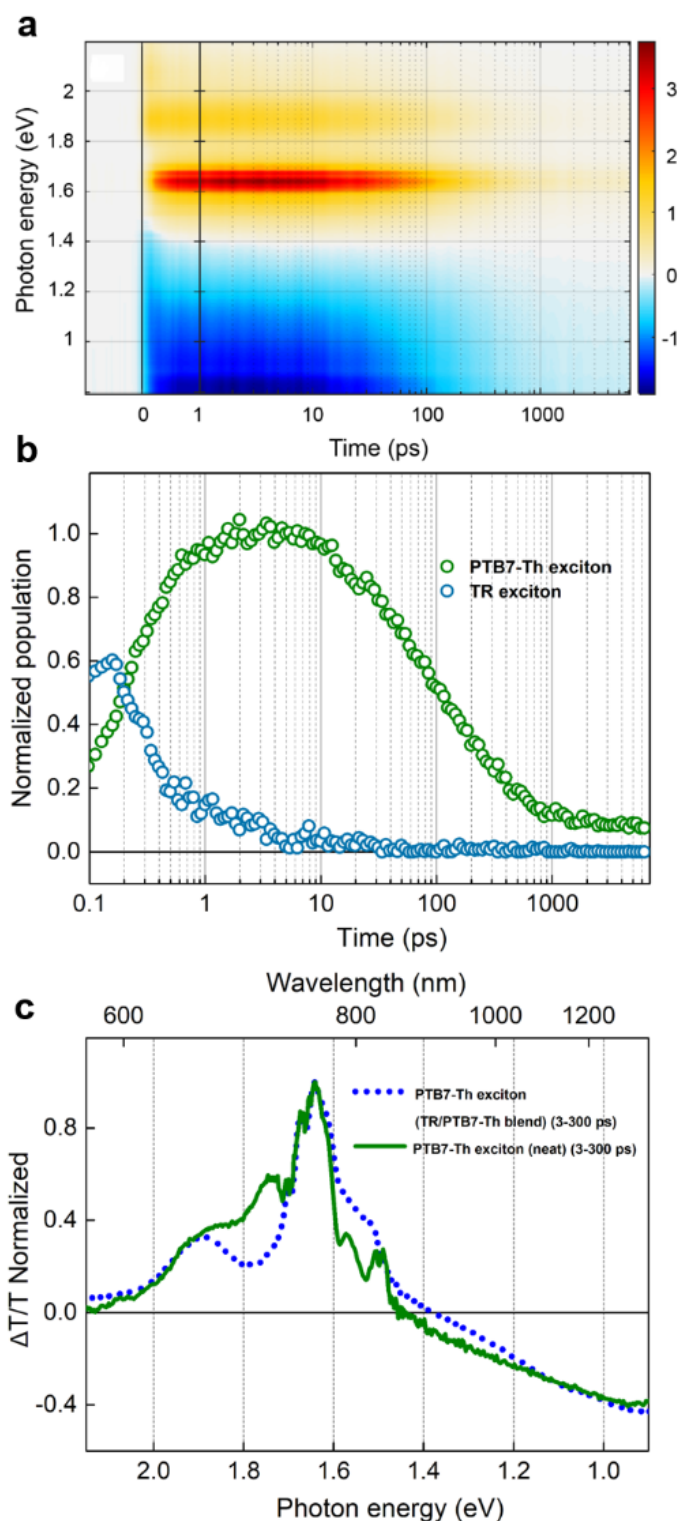 a
Photon energy (eV)
2
1.8
1.6
1.4
1.2
1
3
2
1
0
-1
0 1 10 100 1000
Time (ps)
b
Normalized population
1.0
0.8
0.6
0.4
0.2
0.0
PTB7-Th exciton
TR exciton
0.1 1 10 100 1000
Time (ps)
Wavelength (nm)
c
600 800 1000 1200
ΔT/T Normalized
0.8
0.4
0.0
-0.4
PTB7-Th exciton
(TR/PTB7-Th blend) (3-300 ps)
PTB7-Th exciton (neat) (3-300 ps)
2.0 1.8 1.6 1.4 1.2 1.0
Photon energy (eV)